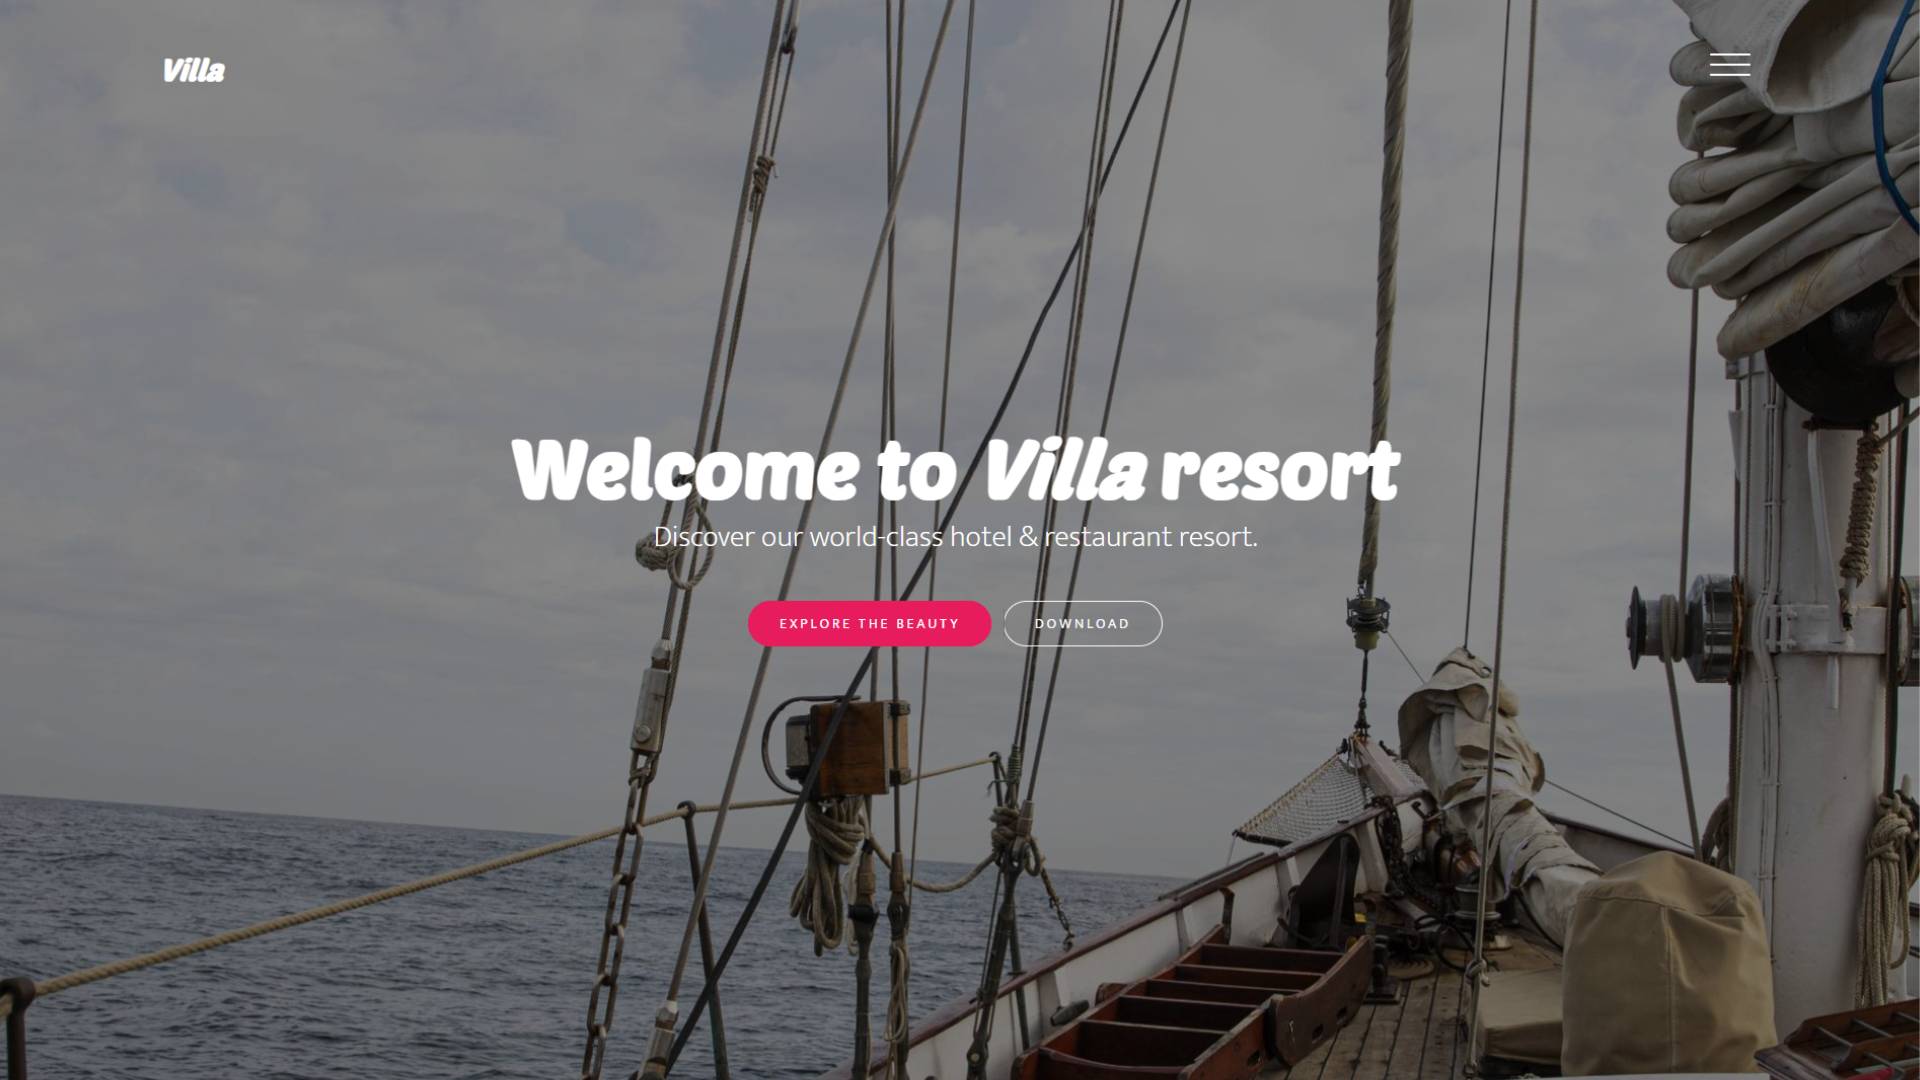 Villa
Welcome to Villa resort
Discover our world-class hotel & restaurant resort.
EXPLORE THE BEAUTY
DOWNLOAD